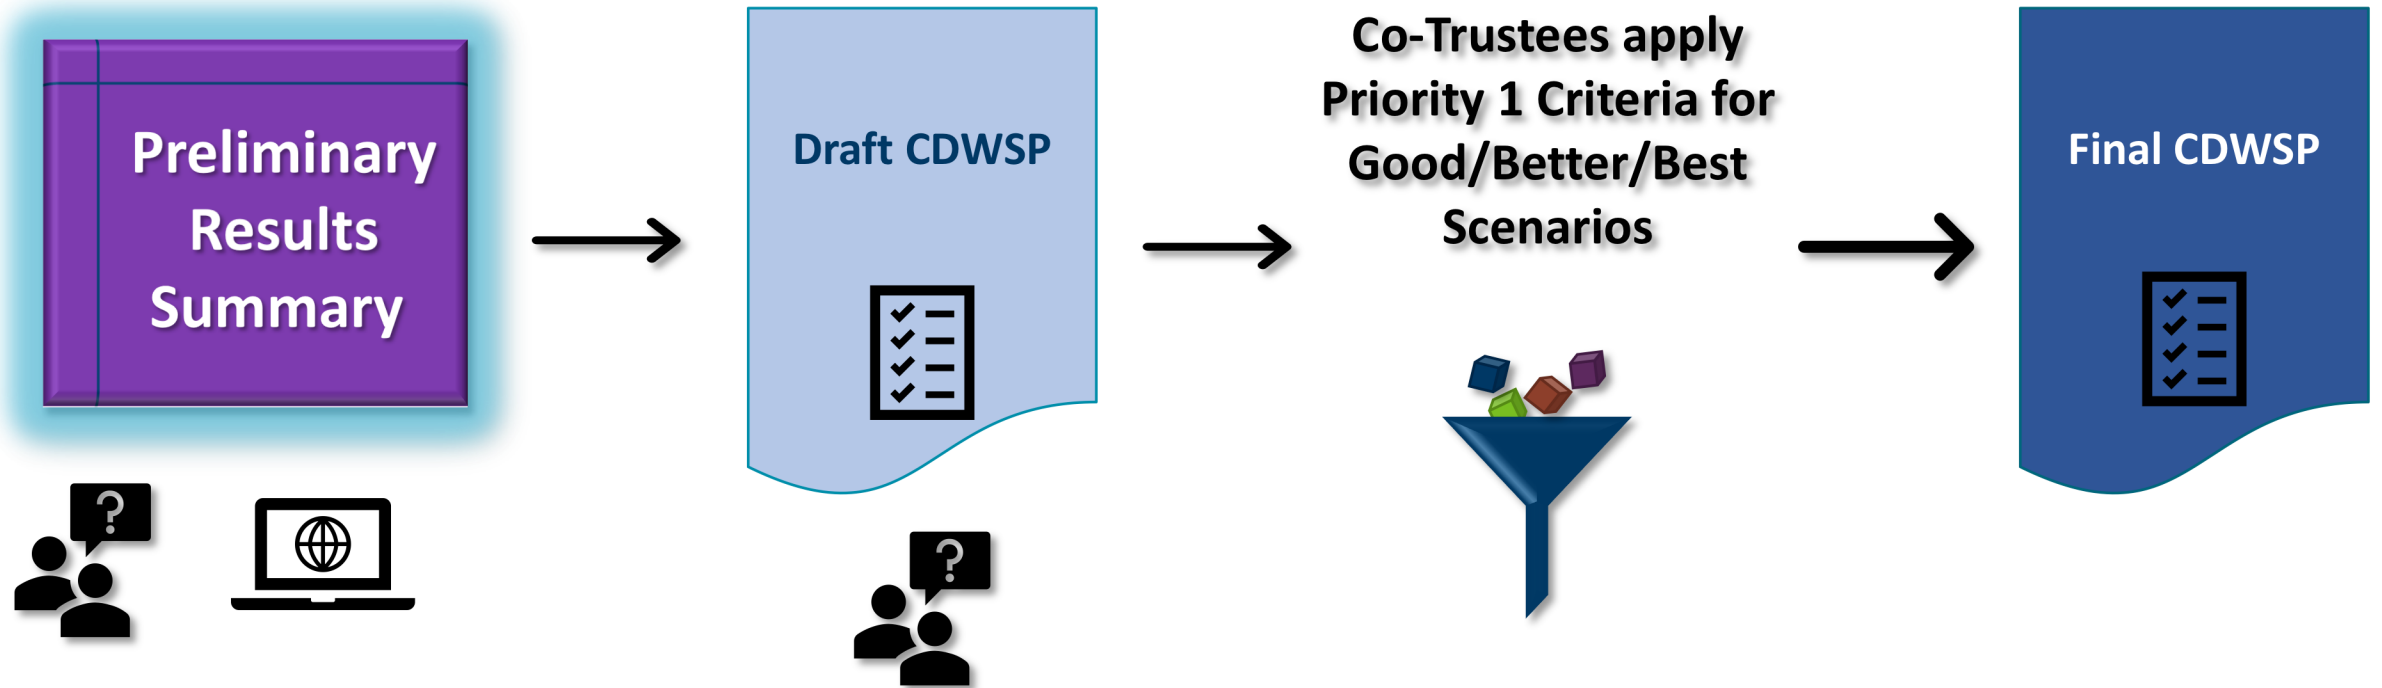 Preliminary
Results
Summary
?
Draft CDWSP
?
Co-Trustees apply
Priority 1 Criteria for
Good/Better/Best
Scenarios
Final CDWSP